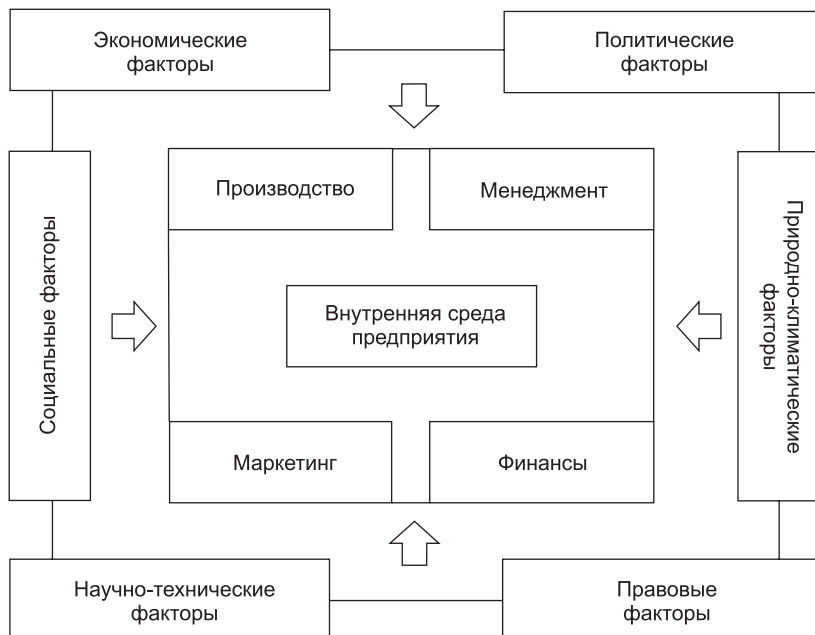 Экономические
факторы
Политические
факторы
Производство
Менеджмент
Социальные факторы
Внутренняя среда
предприятия
Природно-климатические
факторы
Маркетинг
Финансы
Научно-технические
факторы
Правовые
факторы